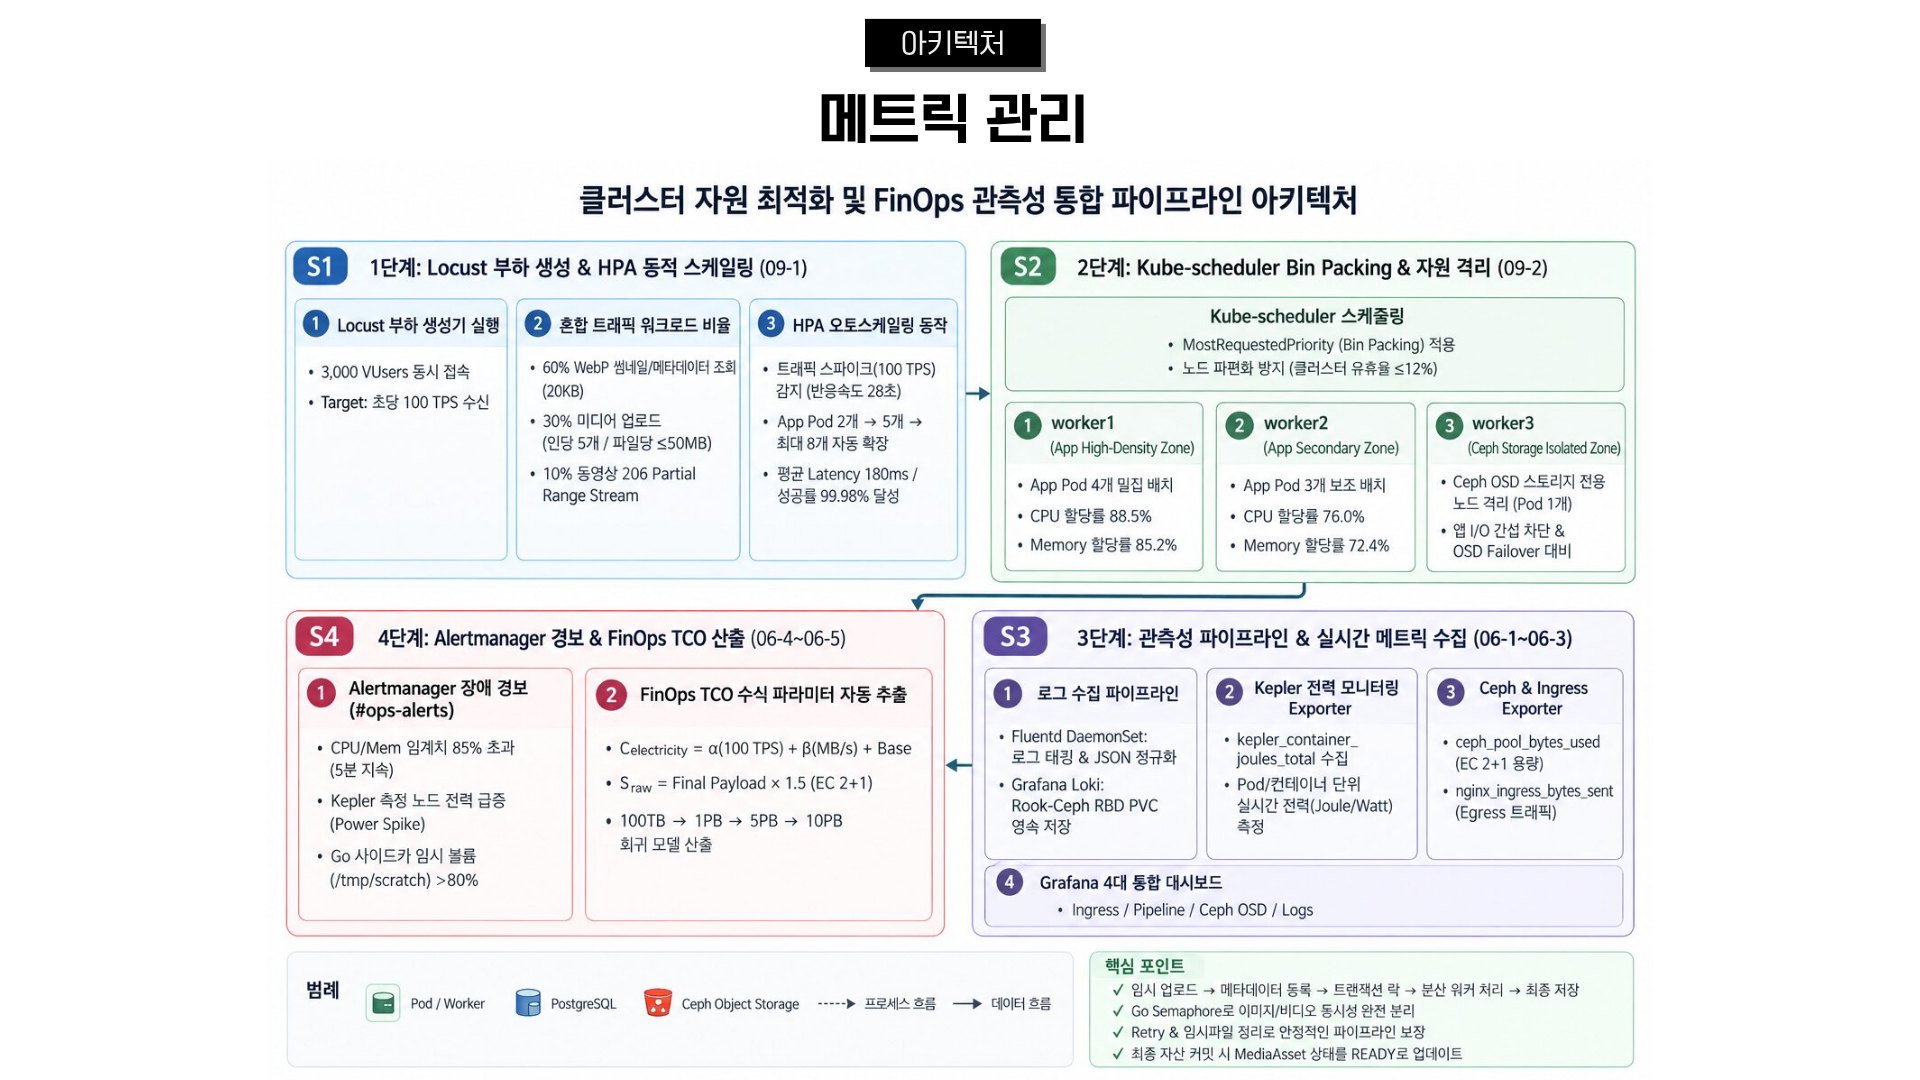 아키텍처
메트릭 관리
클러스터 자원 최적화 및 FinOps 관측성 통합 파이프라인 아키텍처
S1 1단계: Locust 부하 생성 & HPA 동적 스케일링 (09-1)
1 Locust 부하 생성기 실행
• 3,000 VUsers 동시 접속
• Target: 초당 100 TPS 수신
2 혼합 트래픽 워크로드 비율
• 60% WebP 썸네일/메타데이터 조회
(20KB)
• 30% 미디어 업로드
(인당 5개 / 파일당 ≤50MB)
• 10% 동영상 206 Partial
Range Stream
3 HPA 오토스케일링 동작
• 트래픽 스파이크(100 TPS)
감지 (반응속도 28초)
• App Pod 2개 → 5개 →
최대 8개 자동 확장
• 평균 Latency 180ms /
성공률 99.98% 달성
S2 2단계: Kube-scheduler Bin Packing & 자원 격리 (09-2)
Kube-scheduler 스케줄링
• MostRequestedPriority (Bin Packing) 적용
• 노드 파편화 방지 (클러스터 유휴율 ≤12%)
1 worker1
(App High-Density Zone)
• App Pod 4개 밀집 배치
• CPU 할당률 88.5%
• Memory 할당률 85.2%
2 worker2
(App Secondary Zone)
• App Pod 3개 보조 배치
• CPU 할당률 76.0%
• Memory 할당률 72.4%
3 worker3
(Ceph Storage Isolated Zone)
• Ceph OSD 스토리지 전용
노드 격리 (Pod 1개)
• 앱 I/O 간섭 차단 &
OSD Failover 대비
S4 4단계: Alertmanager 경보 & FinOps TCO 산출 (06-4~06-5)
1 Alertmanager 장애 경보
(#ops-alerts)
• CPU/Mem 임계치 85% 초과
(5분 지속)
• Kepler 측정 노드 전력 급증
(Power Spike)
• Go 사이드카 임시 볼륨
(/tmp/scratch) >80%
2 FinOps TCO 수식 파라미터 자동 추출
• Celectricity = α(100 TPS) + β(MB/s) + Base
• Sraw = Final Payload × 1.5 (EC 2+1)
• 100TB → 1PB → 5PB → 10PB
회귀 모델 산출
S3 3단계: 관측성 파이프라인 & 실시간 메트릭 수집 (06-1~06-3)
1 로그 수집 파이프라인
• Fluentd DaemonSet:
로그 태깅 & JSON 정규화
• Grafana Loki:
Rook-Ceph RBD PVC
영속 저장
2 Kepler 전력 모니터링
Exporter
• kepler_container_
joules_total 수집
• Pod/컨테이너 단위
실시간 전력(Joule/Watt)
측정
3 Ceph & Ingress
Exporter
• ceph_pool_bytes_used
(EC 2+1 용량)
• nginx_ingress_bytes_sent
(Egress 트래픽)
4 Grafana 4대 통합 대시보드
• Ingress / Pipeline / Ceph OSD / Logs
범례
Pod / Worker
PostgreSQL
Ceph Object Storage
프로세스 흐름
데이터 흐름
핵심 포인트
✓ 임시 업로드 → 메타데이터 등록 → 트랜잭션 락 → 분산 워커 처리 → 최종 저장
✓ Go Semaphore로 이미지/비디오 동시성 완전 분리
✓ Retry & 임시파일 정리로 안정적인 파이프라인 보장
✓ 최종 자산 커밋 시 MediaAsset 상태를 READY로 업데이트